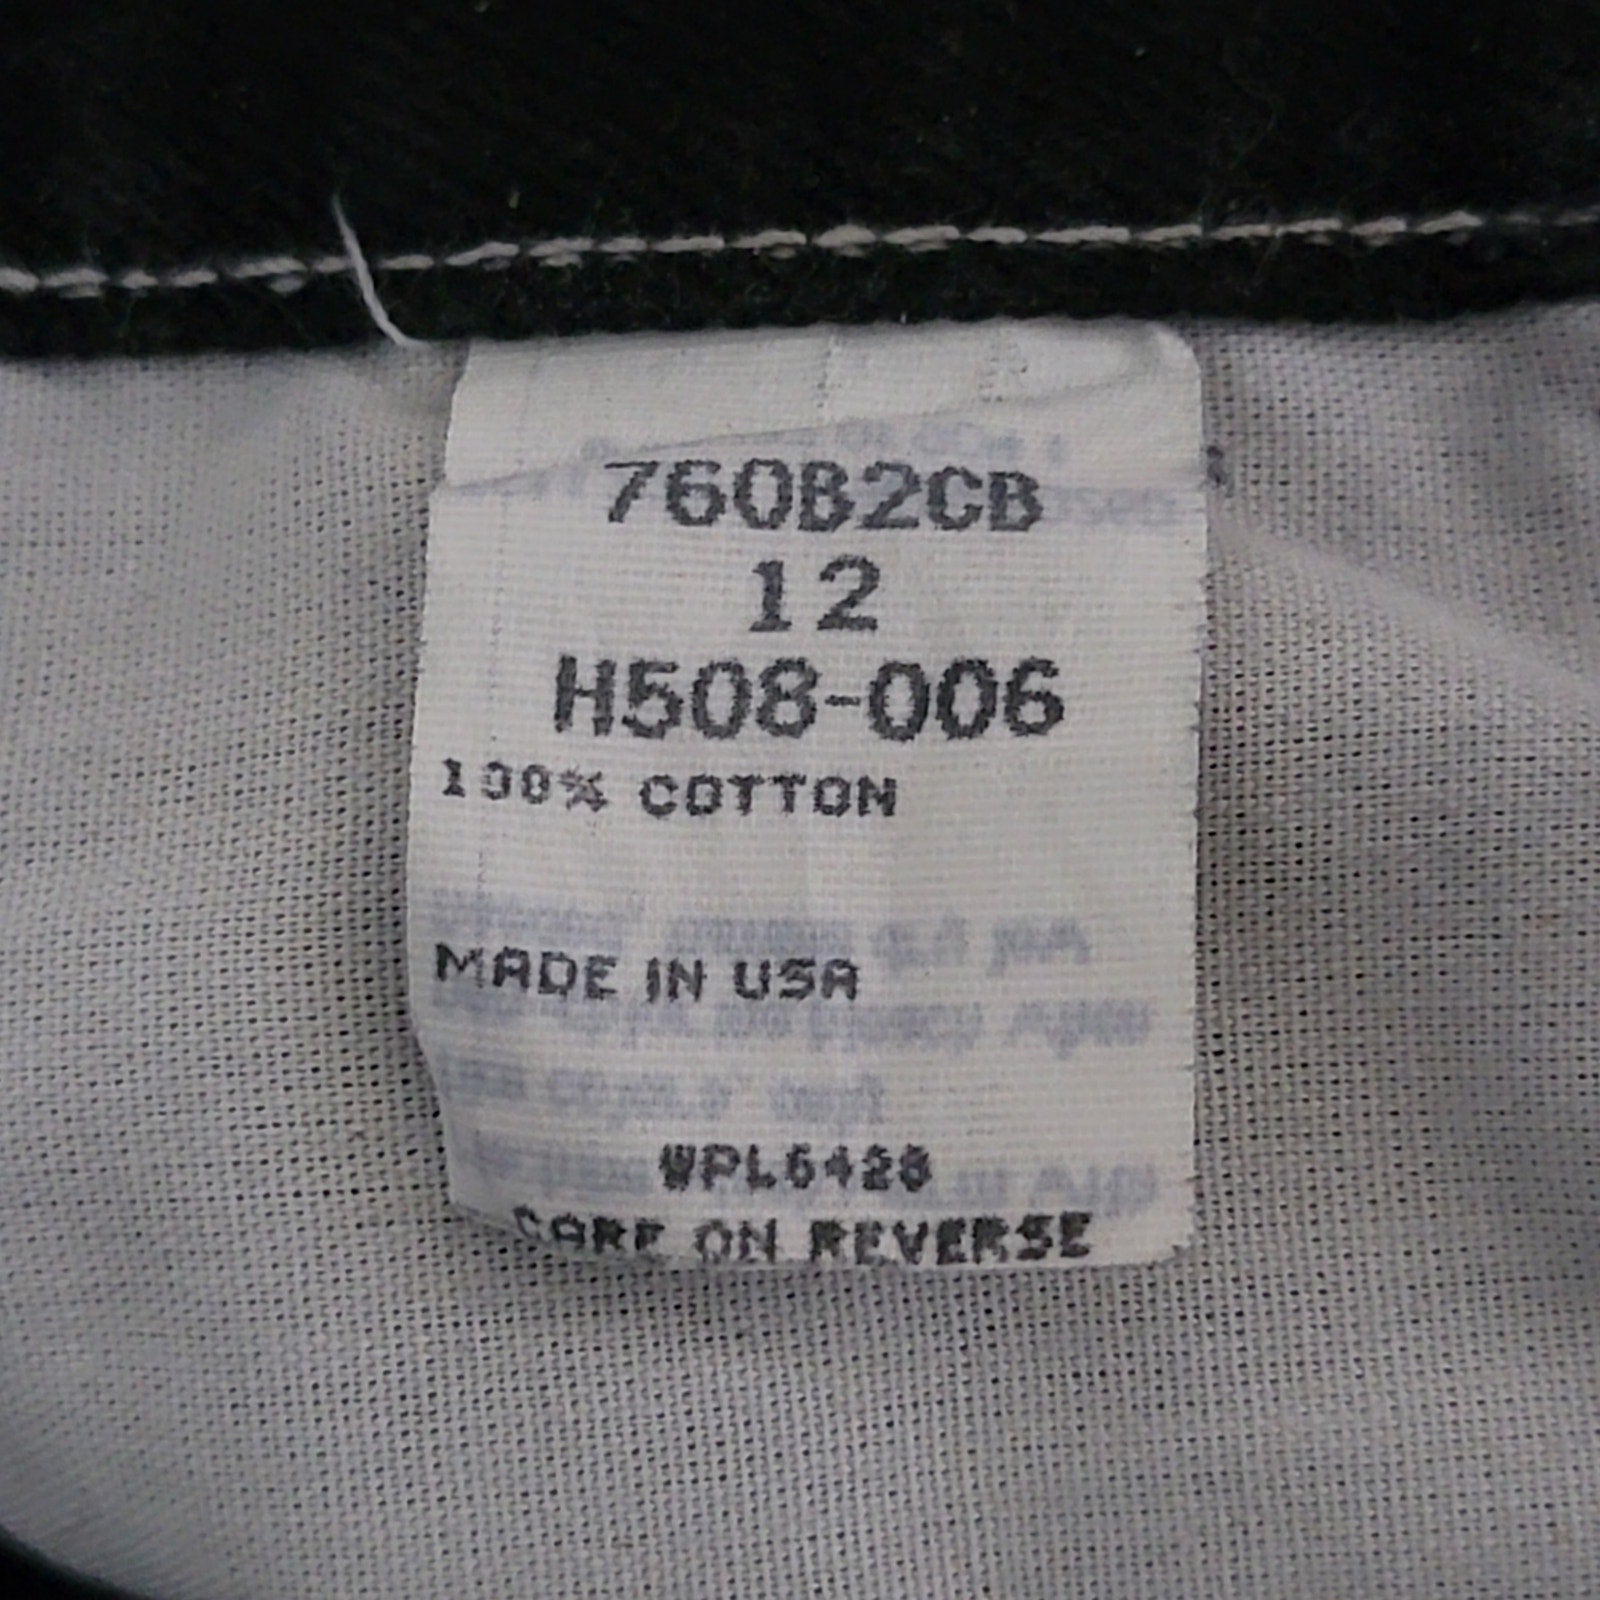 760B2CB
12
H508-006
100% COTTON
MADE IN USA
WPL6428
CARE ON REVERSE